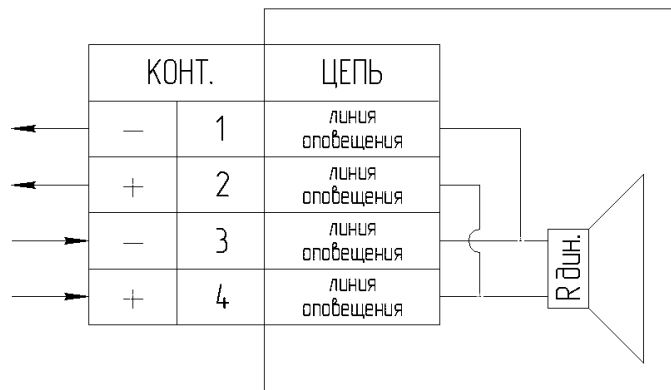 КОНТ. ЦЕПЬ
– 1 линия
оповещения
+ 2 линия
оповещения
– 3 линия
оповещения
+ 4 линия
оповещения
R дин.